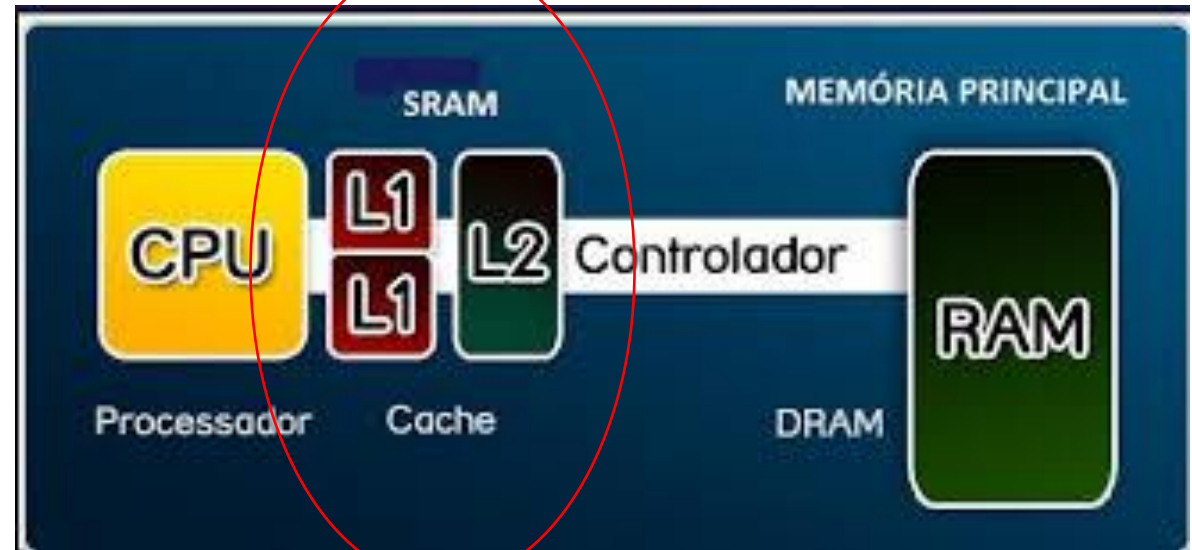 SRAM
MEMÓRIA PRINCIPAL
CPU
L1
L1
L2
Controlador
RAM
Processador
Cache
DRAM